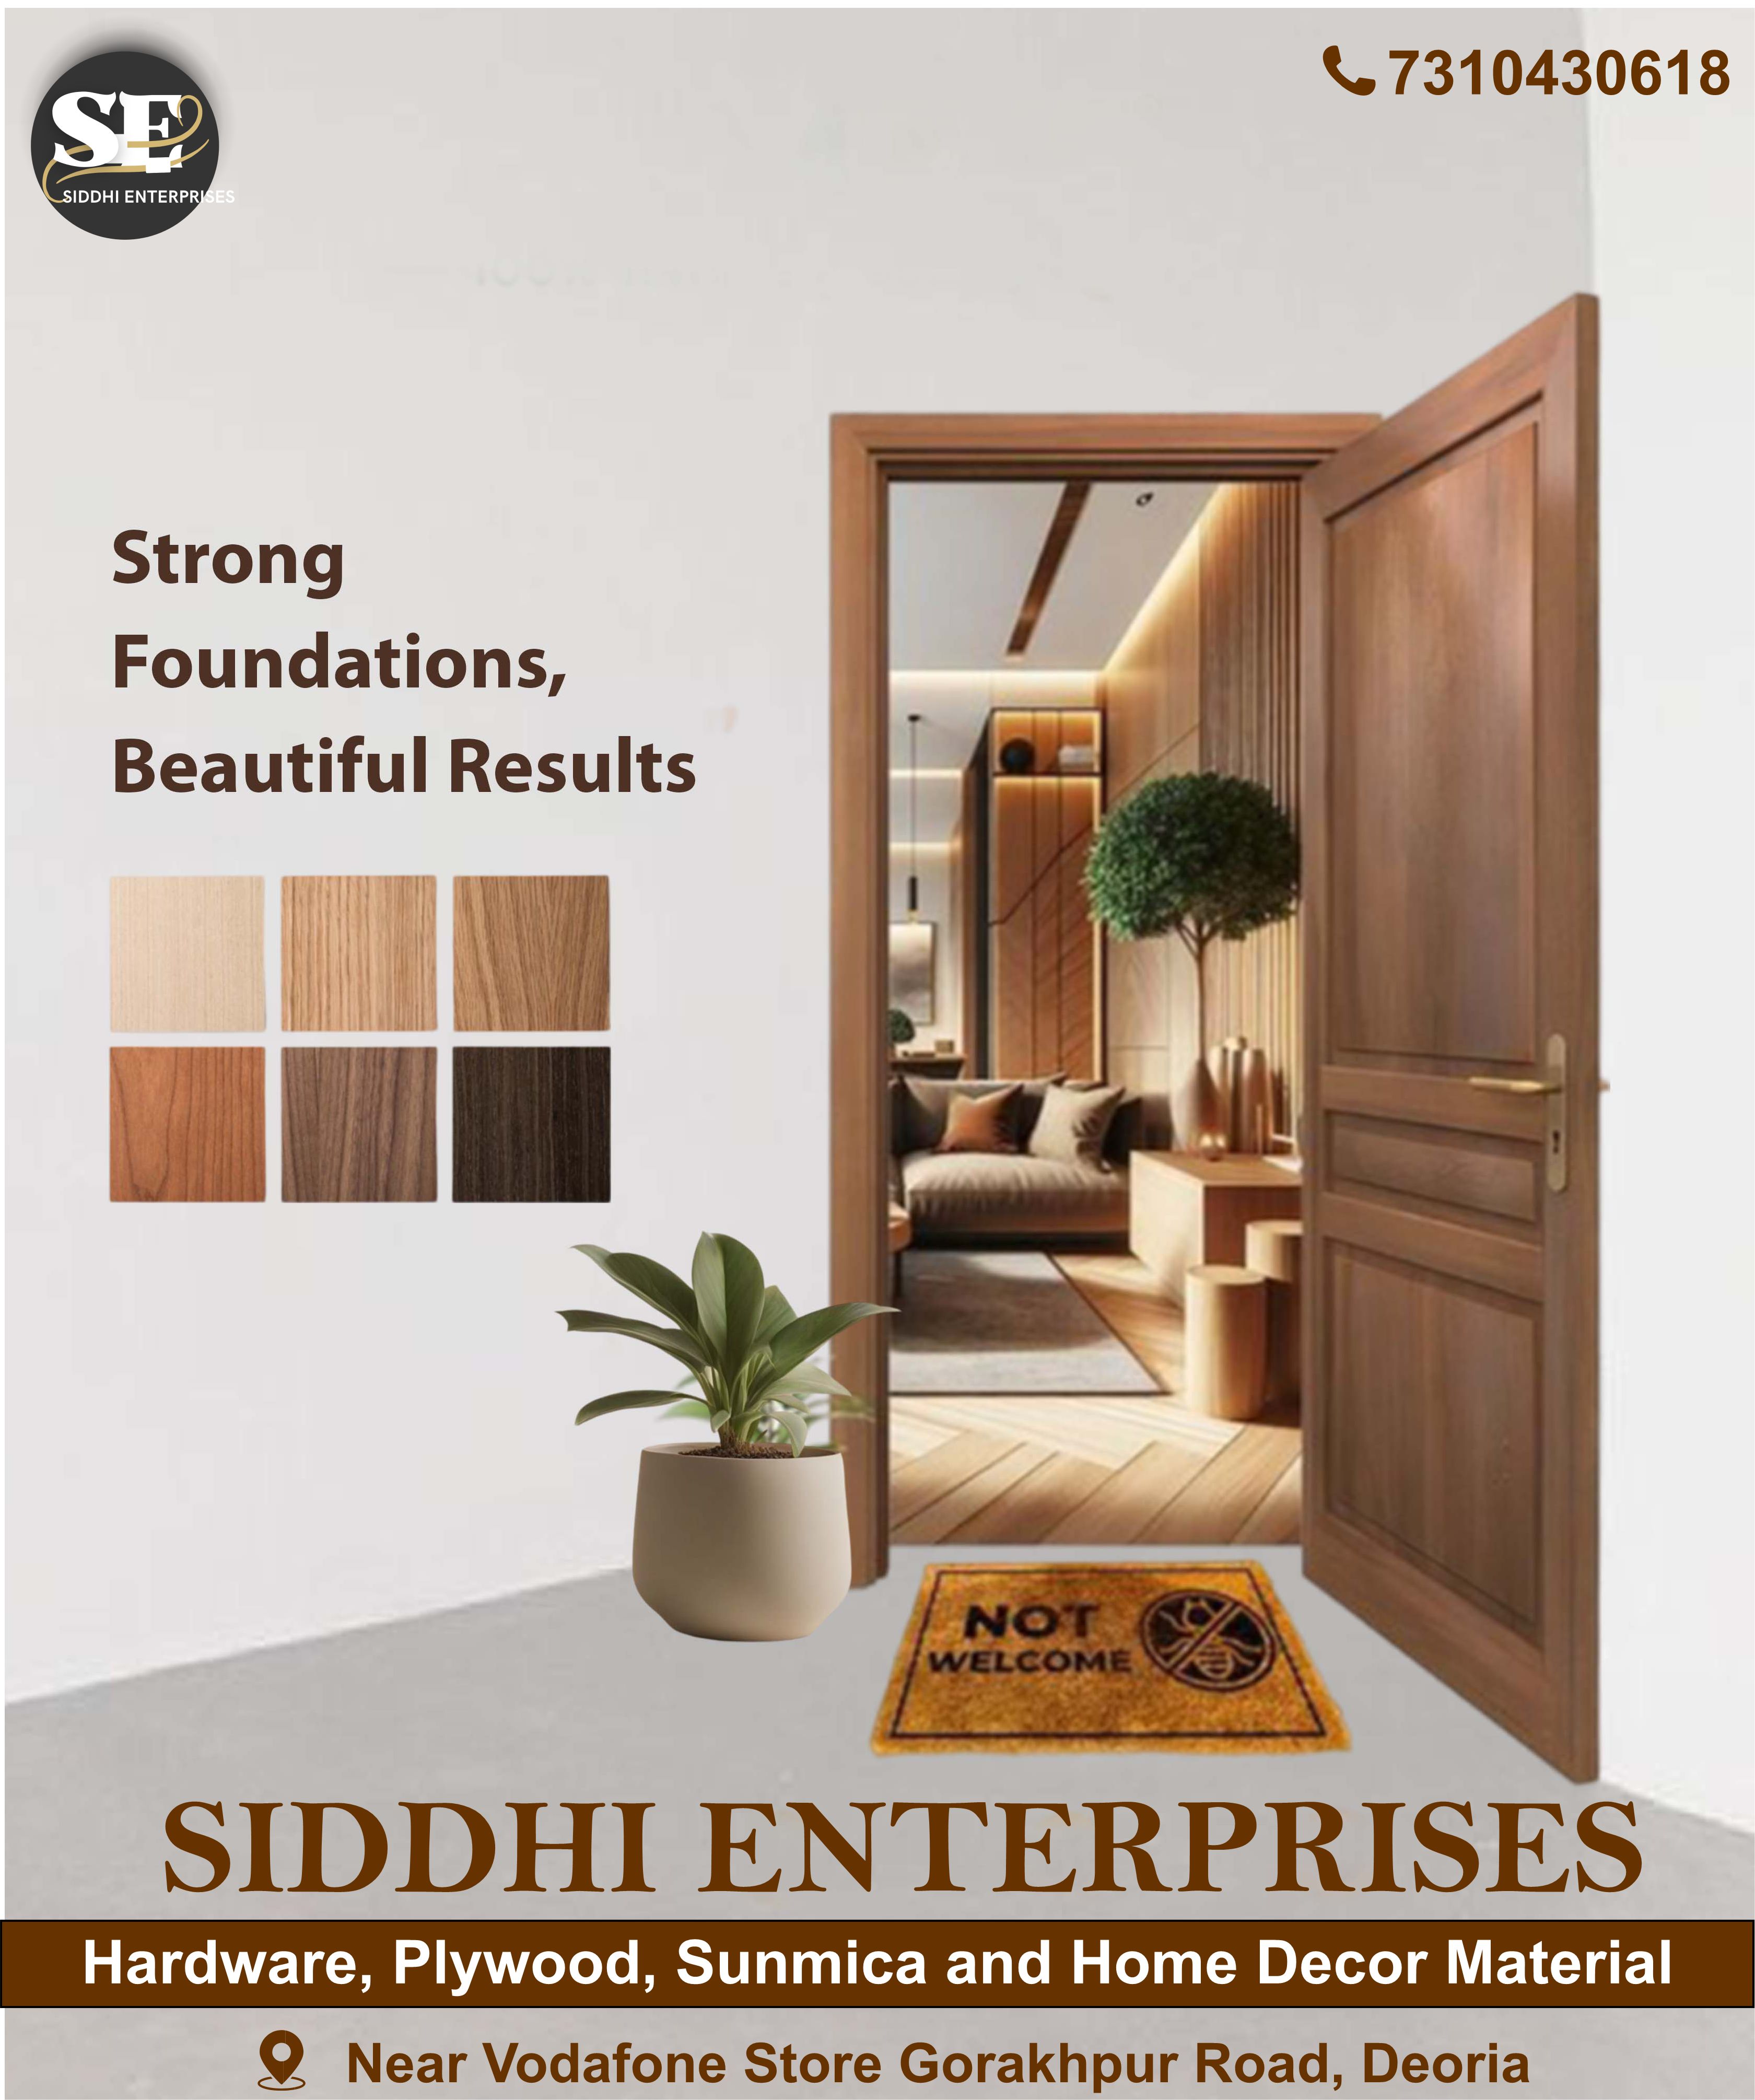 SE
SIDDHI ENTERPRISES
7310430618
Strong
Foundations,
Beautiful Results
NOT
WELCOME
SIDDHI ENTERPRISES
Hardware, Plywood, Sunmica and Home Decor Material
Near Vodafone Store Gorakhpur Road, Deoria